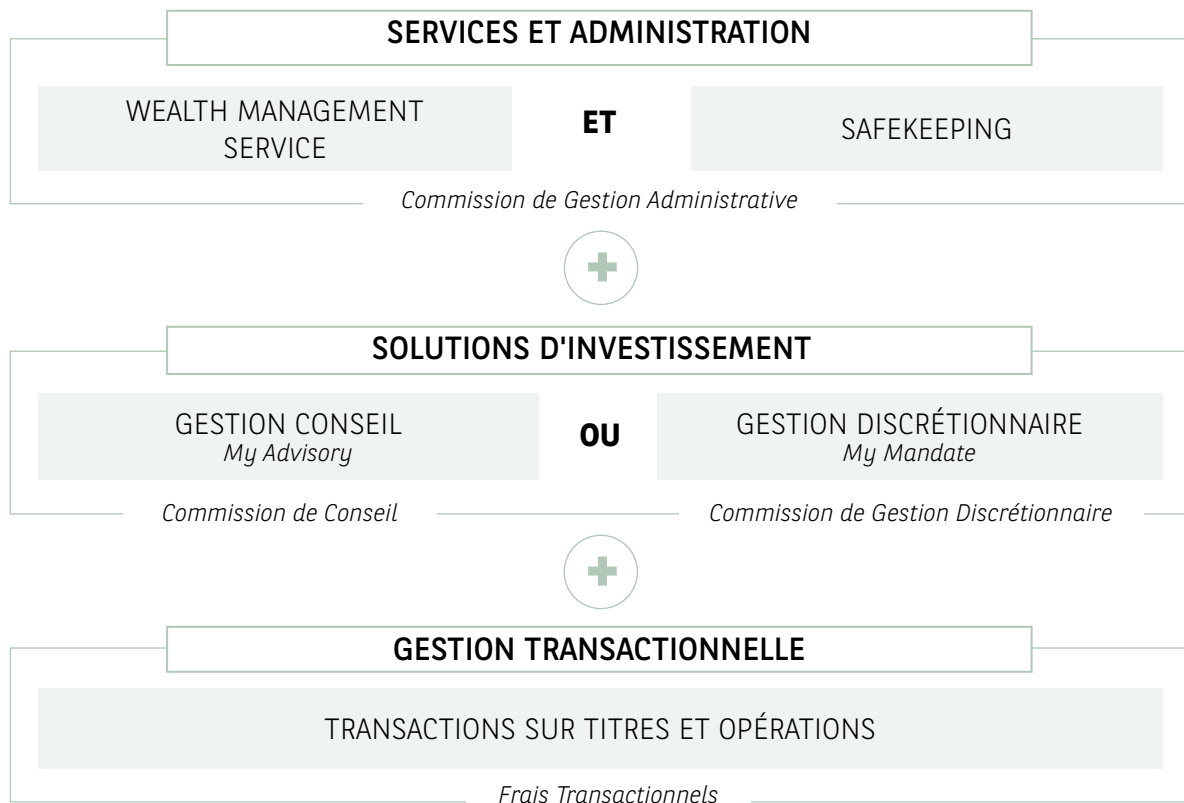 SERVICES ET ADMINISTRATION
WEALTH MANAGEMENT
SERVICE
ET
SAFEKEEPING
Commission de Gestion Administrative
SOLUTIONS D'INVESTISSEMENT
GESTION CONSEIL
My Advisory
OU
GESTION DISCRÉTIONNAIRE
My Mandate
Commission de Conseil
Commission de Gestion Discrétionnaire
GESTION TRANSACTIONNELLE
TRANSACTIONS SUR TITRES ET OPÉRATIONS
Frais Transactionnels